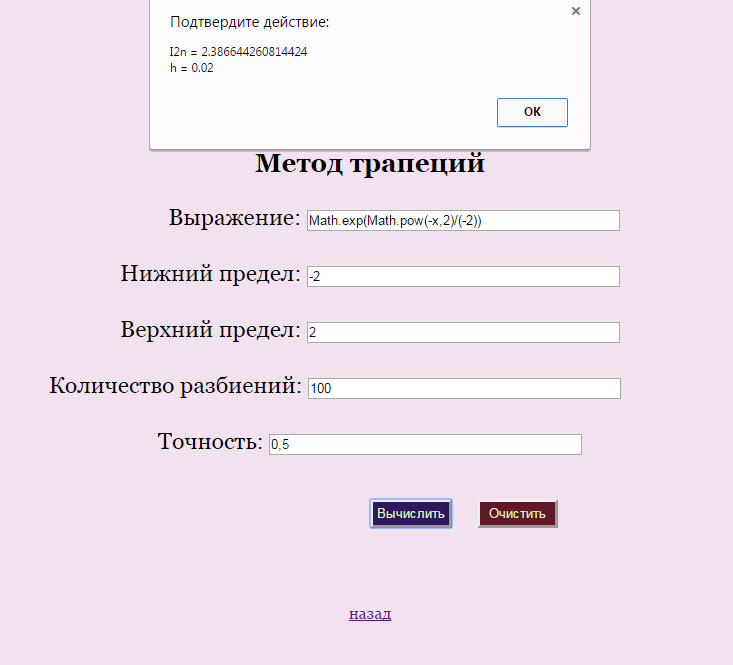 Подтвердите действие:
I2n = 2.386644260814424
h = 0.02
OK
Метод трапеций
Выражение: Math.exp(Math.pow(-x,2)/(-2))
Нижний предел: -2
Верхний предел: 2
Количество разбиений: 100
Точность: 0,5
Вычислить Очистить
назад